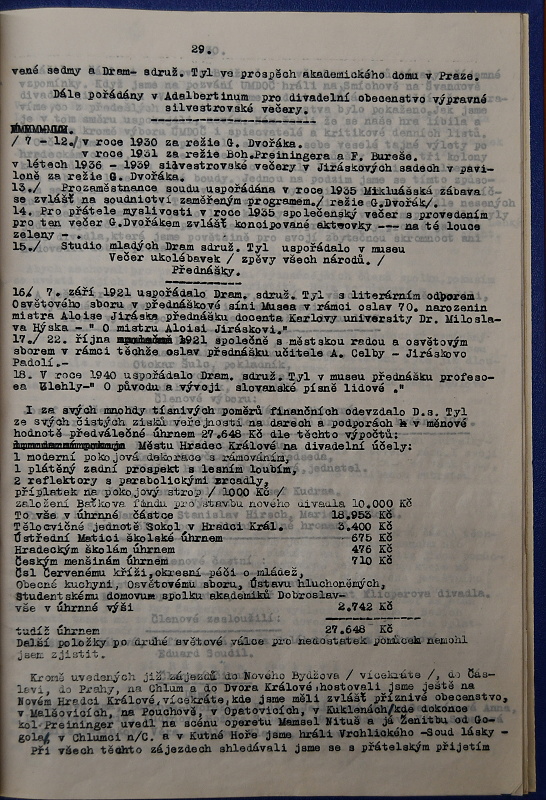 29.
vené sedmy a Dram- sdruž. Tyl ve prospěch akademického domu v Praze.
Dále pořádány v Adelbertinum pro divadelní obecenstvo výpravné
silvestrovské večery.
/ 7 - 12./ v roce 1930 za režie G. Dvořáka.
v roce 1931 za režie Boh.Preiningera a F. Bureše.
v létech 1936 - 1939 silvestrovské večery v Jiráskových sadech v pavi-
loně za režie G. Dvořáka.
13./ Prozaměstnance soudu uspořádána v roce 1935 Mikulášská zábava
se zvlášť na soudnictví zaměřeným programem./ režie G.Dvořák/.
14. Pro přátele myslivosti v roce 1935 společenský večer s provedením
pro ten večer G.Dvořákem zvlášť koncipované aktovky --- na té louce
zeleny - .
15./ Studio mladých Dram sdruž. Tyl uspořádalo v museu
Večer ukolébavek / zpěvy všech národů. /
Přednášky.
16/ 7. září 1921 uspořádalo Dram. sdruž. Tyl s literárním odborem
Osvětového sboru v přednáškové síni Musea v rámci oslav 70. narozenin
mistra Aloise Jiráska přednášku docenta Karlovy university Dr. Milosla-
va Hýska - " O mistru Aloisi Jiráskovi."
17./ 22. října 1921 společně s městskou radou a osvětovým
sborem v rámci těchže oslav přednášku učitele A. Celby - Jiráskovo
Padolí.-
18. V roce 1940 uspořádalo Dram. sdruž. Tyl v museu přednášku profeso-
ea Zlehly-" O původu a vývoji slovanské písně lidové ."
I za svých mnohdy tísnivých poměrů finančních odevzdalo D.s. Tyl
ze svých čistých zisků veřejnosti na darech a podporách v měnové
hodnotě předválečné úhrnem 27.648 Kč dle těchto výpočtů:
Městu Hradec Králové na divadelní účely:
1 moderní pokojová dekorace s rámováním,
1 plátěný zadní prospekt s lesním loubím,
2 reflektory s parabolickými zrcadly,
příplatek na pokojový strop / 1000 Kč /
založení Baťkova fandu pro stavbu nového divadla 10.000 Kč
To vše v úhrnné částce 18.953 Kč
Tělocvičné jednotě Sokol v Hradci Král. 3.400 Kč
Ústřední Matici školské úhrnem 675 Kč
Hradeckým školám úhrnem 476 Kč
Českým menšinám úhrnem 710 Kč
Čsl Červenému kříži,okresní péči o mládež,
Obecné kuchyni, Osvětovému sboru, Ústavu hluchoněmých,
Studentskému domovum spolku akademiků Dobroslav-
vše v úhrnné výši 2.742 Kč
tudíž úhrnem 27.648 Kč
Další položky po druhé světové válce pro nedostatek pomůcek nemohl
jsem zjistit.
Kromě uvedených již zájezdů do Nového Bydžova / vícekráte /, do Čás-
lavi, do Prahy, na Chlum a do Dvora Králové hostovali jsme ještě na
Novém Hradci Králové,vícekráte,kde jsme měli zvlášť příznivé obecenstvo,
v Malšovicích, na Pouchově, v Opatovicích, v Kuklenách/kde dokonce
kol.Preininger uvedl na scénu operetu Mamsel Nituš a já Ženitbu od Go-
gola, v Chlumci n/C. a v Kutné Hoře jsme hráli Vrchlického -Soud lásky -
Při všech těchto zájezdech shledávali jsme se s přátelským přijetím